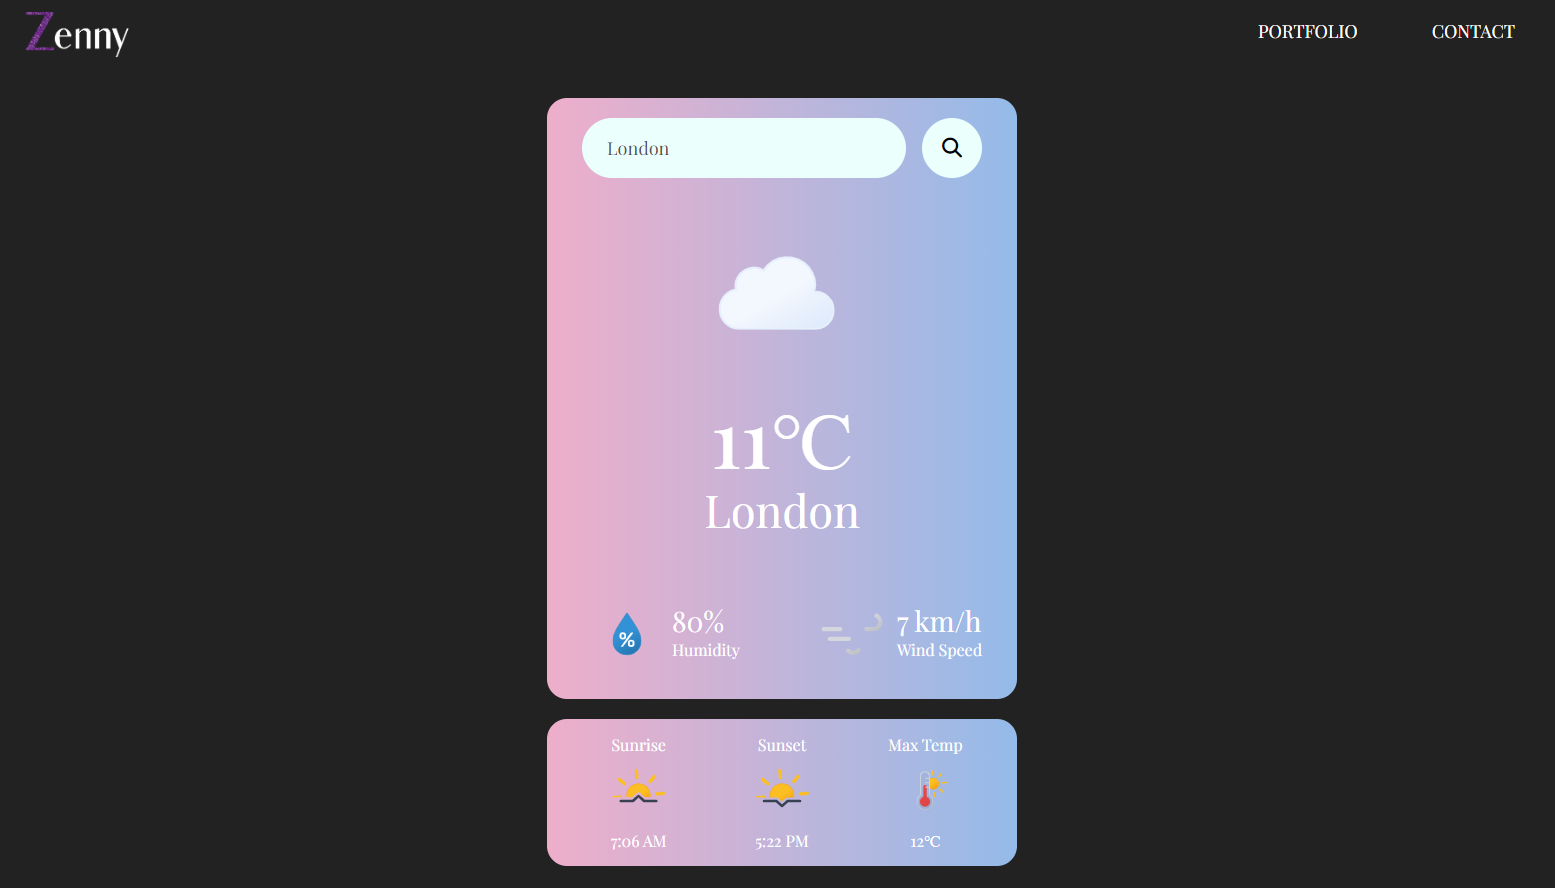 Zenny
PORTFOLIO
CONTACT
London
11°C
London
%
80%
Humidity
7 km/h
Wind Speed
Sunrise
Sunset
Max Temp
7:06 AM
5:22 PM
12°C